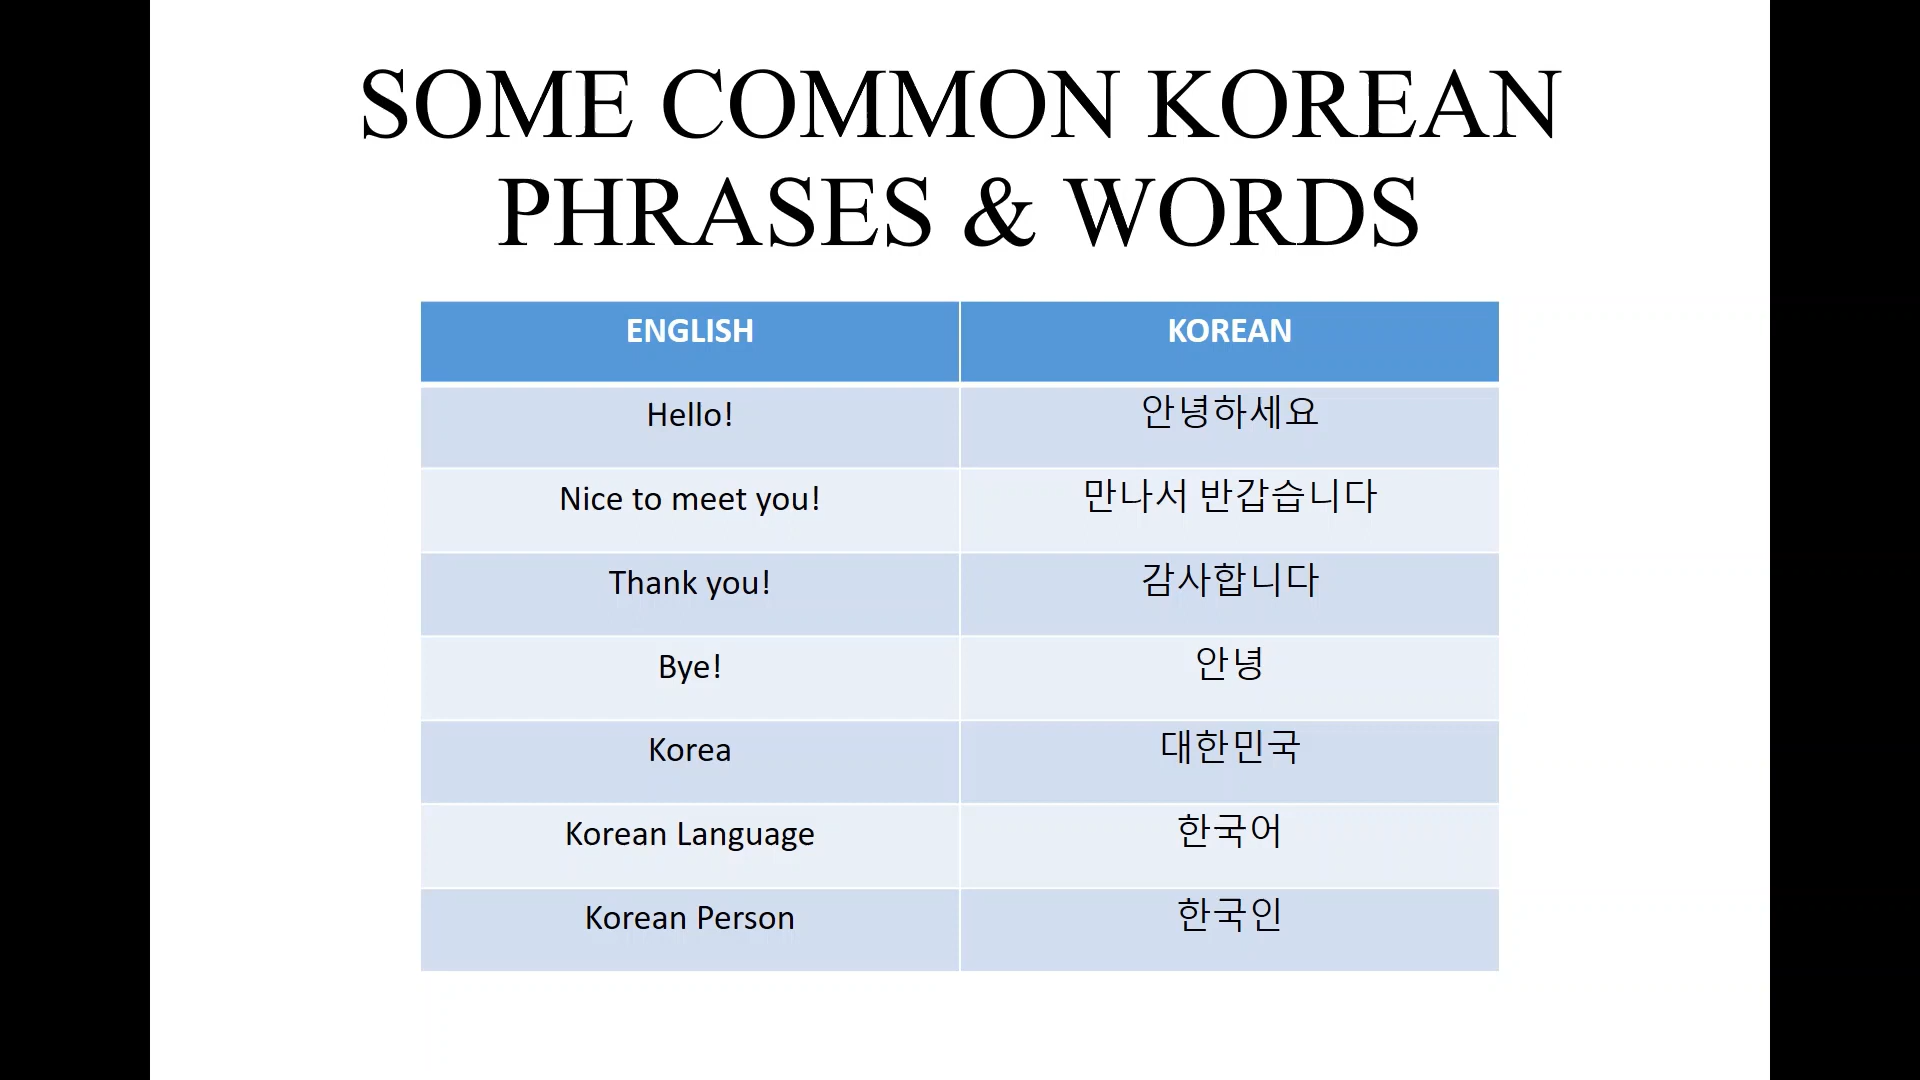 SOME COMMON KOREAN
PHRASES & WORDS
ENGLISH KOREAN
Hello! 안녕하세요
Nice to meet you! 만나서 반갑습니다
Thank you! 감사합니다
Bye! 안녕
Korea 대한민국
Korean Language 한국어
Korean Person 한국인